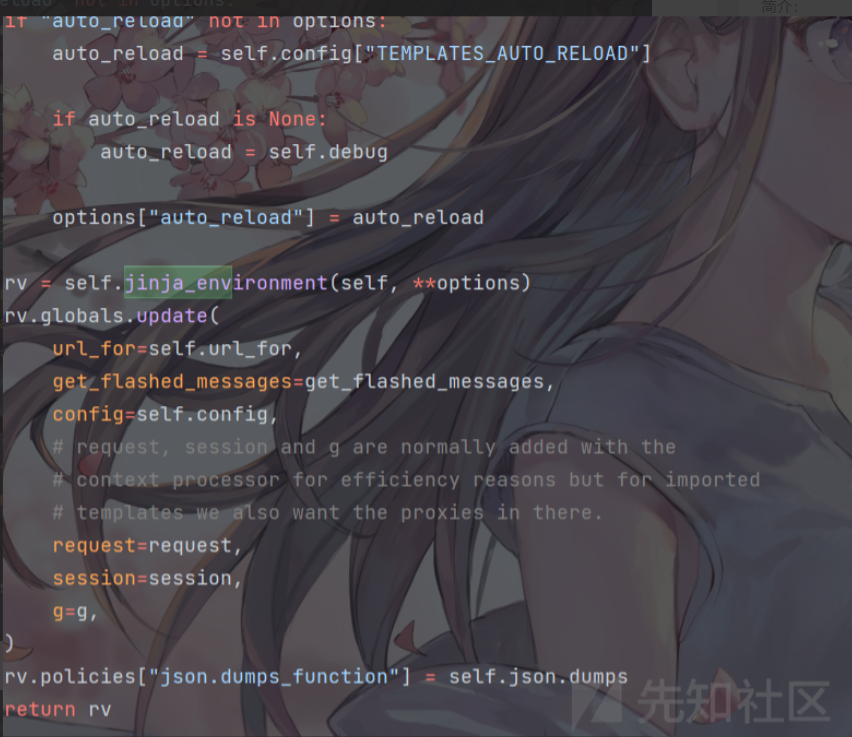 简介:
if "auto_reload" not in options:
    auto_reload = self.config["TEMPLATES_AUTO_RELOAD"]

    if auto_reload is None:
        auto_reload = self.debug

    options["auto_reload"] = auto_reload

rv = self.jinja_environment(self, **options)
rv.globals.update(
    url_for=self.url_for,
    get_flashed_messages=get_flashed_messages,
    config=self.config,
    # request, session and g are normally added with the
    # context processor for efficiency reasons but for imported
    # templates we also want the proxies in there.
    request=request,
    session=session,
    g=g,
)
rv.policies["json.dumps_function"] = self.json.dumps
return rv
先知社区